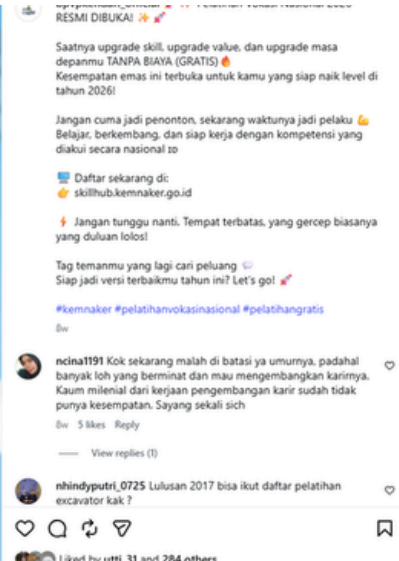 Pelatihan Vokasi Nasional 2026
RESMI DIBUKA! ✨ 🚀
Saatnya upgrade skill, upgrade value, dan upgrade masa
depanmu TANPA BIAYA (GRATIS) 🔥
Kesempatan emas ini terbuka untuk kamu yang siap naik level di
tahun 2026!
Jangan cuma jadi penonton, sekarang waktunya jadi pelaku 💪
Belajar, berkembang, dan siap kerja dengan kompetensi yang
diakui secara nasional 🇮🇩
🖥️ Daftar sekarang di:
👉 skillhub.kemnaker.go.id
⚡ Jangan tunggu nanti. Tempat terbatas, yang gercep biasanya
yang duluan lolos!
Tag temanmu yang lagi cari peluang 💬
Siap jadi versi terbaikmu tahun ini? Let's go! 🚀
#kemnaker #pelatihanvokasinasional #pelatihangratis
8w
ncina1191 Kok sekarang malah di batasi ya umurnya, padahal
banyak loh yang berminat dan mau mengembangkan karirnya.
Kaum milenial dari kerjaan pengembangan karir sudah tidak
punya kesempatan. Sayang sekali sich
8w 5 likes Reply
View replies (1)
nhindyputri_0725 Lulusan 2017 bisa ikut daftar pelatihan
excavator kak ?
Liked by utti_31 and 284 others